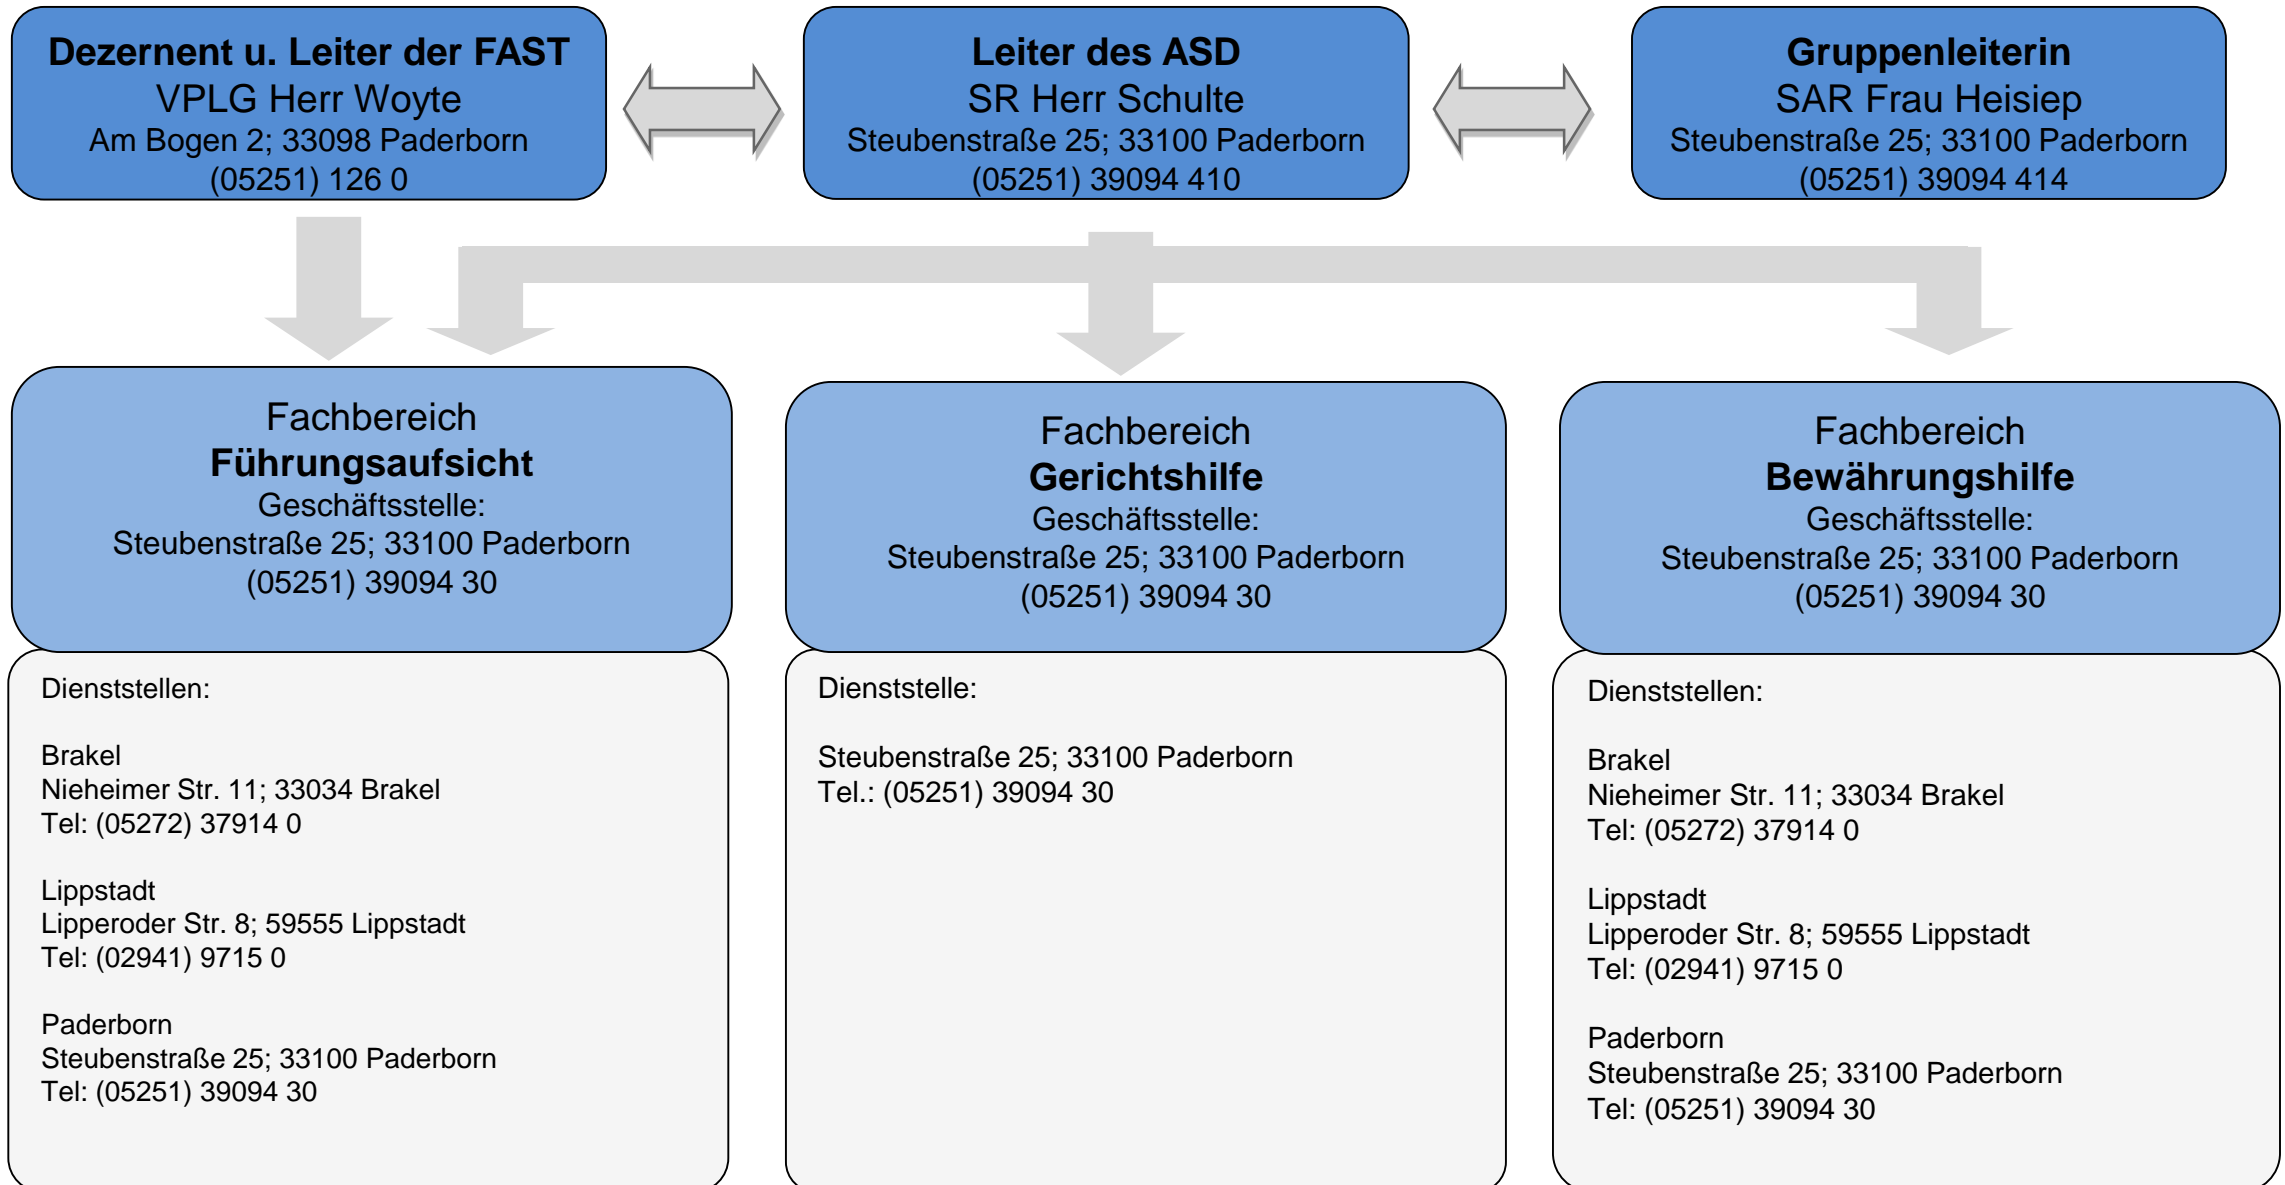 Dezernent u. Leiter der FAST
VPLG Herr Woyte
Am Bogen 2; 33098 Paderborn
(05251) 126 0
Leiter des ASD
SR Herr Schulte
Steubenstraße 25; 33100 Paderborn
(05251) 39094 410
Gruppenleiterin
SAR Frau Heisiep
Steubenstraße 25; 33100 Paderborn
(05251) 39094 414
Fachbereich
Führungsaufsicht
Geschäftsstelle:
Steubenstraße 25; 33100 Paderborn
(05251) 39094 30
Dienststellen:
Brakel
Nieheimer Str. 11; 33034 Brakel
Tel: (05272) 37914 0
Lippstadt
Lipperoder Str. 8; 59555 Lippstadt
Tel: (02941) 9715 0
Paderborn
Steubenstraße 25; 33100 Paderborn
Tel: (05251) 39094 30
Fachbereich
Gerichtshilfe
Geschäftsstelle:
Steubenstraße 25; 33100 Paderborn
(05251) 39094 30
Dienststelle:
Steubenstraße 25; 33100 Paderborn
Tel.: (05251) 39094 30
Fachbereich
Bewährungshilfe
Geschäftsstelle:
Steubenstraße 25; 33100 Paderborn
(05251) 39094 30
Dienststellen:
Brakel
Nieheimer Str. 11; 33034 Brakel
Tel: (05272) 37914 0
Lippstadt
Lipperoder Str. 8; 59555 Lippstadt
Tel: (02941) 9715 0
Paderborn
Steubenstraße 25; 33100 Paderborn
Tel: (05251) 39094 30